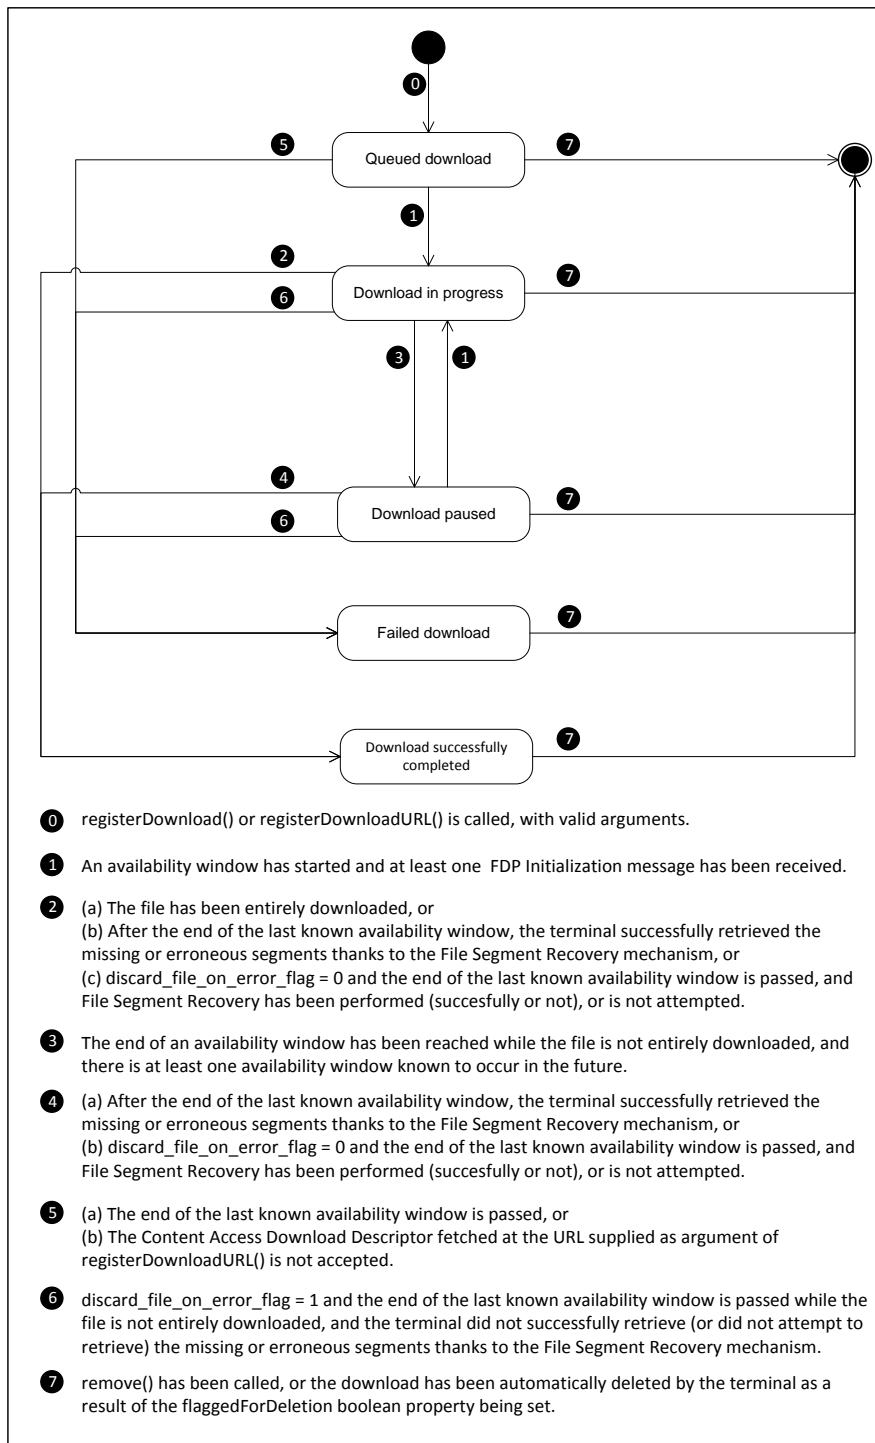 0
5
Queued download
7
1
2
Download in progress
7
6
3
1
4
Download paused
7
6
Failed download
7
Download successfully
completed
7
0 registerDownload() or registerDownloadURL() is called, with valid arguments.
1 An availability window has started and at least one FDP Initialization message has been received.
2 (a) The file has been entirely downloaded, or
(b) After the end of the last known availability window, the terminal successfully retrieved the
missing or erroneous segments thanks to the File Segment Recovery mechanism, or
(c) discard_file_on_error_flag = 0 and the end of the last known availability window is passed, and
File Segment Recovery has been performed (succesfully or not), or is not attempted.
3 The end of an availability window has been reached while the file is not entirely downloaded, and
there is at least one availability window known to occur in the future.
4 (a) After the end of the last known availability window, the terminal successfully retrieved the
missing or erroneous segments thanks to the File Segment Recovery mechanism, or
(b) discard_file_on_error_flag = 0 and the end of the last known availability window is passed, and
File Segment Recovery has been performed (succesfully or not), or is not attempted.
5 (a) The end of the last known availability window is passed, or
(b) The Content Access Download Descriptor fetched at the URL supplied as argument of
registerDownloadURL() is not accepted.
6 discard_file_on_error_flag = 1 and the end of the last known availability window is passed while the
file is not entirely downloaded, and the terminal did not successfully retrieve (or did not attempt to
retrieve) the missing or erroneous segments thanks to the File Segment Recovery mechanism.
7 remove() has been called, or the download has been automatically deleted by the terminal as a
result of the flaggedForDeletion boolean property being set.